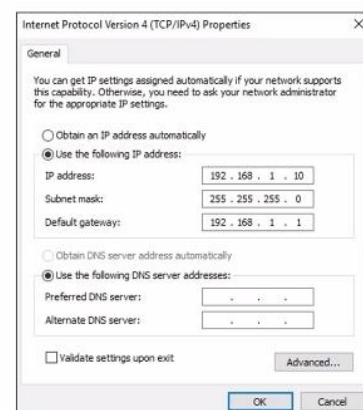 Internet Protocol Version 4 (TCP/IPv4) Properties
General
You can get IP settings assigned automatically if your network supports
this capability. Otherwise, you need to ask your network administrator
for the appropriate IP settings.
Obtain an IP address automatically
Use the following IP address:
IP address: 192 . 168 . 1 . 10
Subnet mask: 255 . 255 . 255 . 0
Default gateway: 192 . 168 . 1 . 1
Obtain DNS server address automatically
Use the following DNS server addresses:
Preferred DNS server: . . .
Alternate DNS server: . . .
Validate settings upon exit
Advanced...
OK Cancel